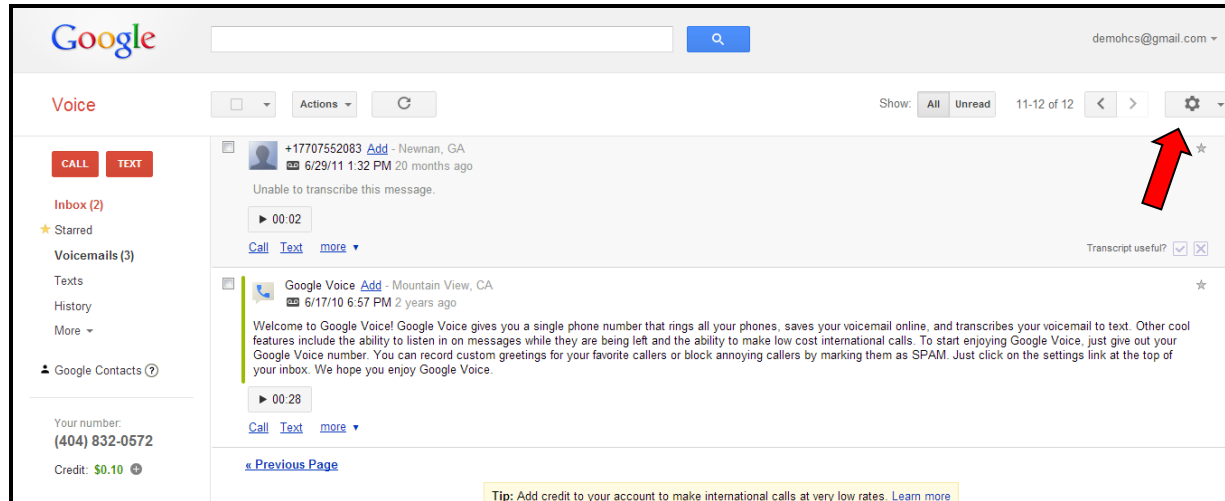 Google
demohcs@gmail.com
Voice
Actions
Show: All Unread 11-12 of 12
CALL TEXT
Inbox (2)
Starred
Voicemails (3)
Texts
History
More
Google Contacts ?
Your number:
(404) 832-0572
Credit: $0.10
+17707552083 Add - Newnan, GA
6/29/11 1:32 PM 20 months ago
Unable to transcribe this message.
00:02
Call Text more
Transcript useful?
Google Voice Add - Mountain View, CA
6/17/10 6:57 PM 2 years ago
Welcome to Google Voice! Google Voice gives you a single phone number that rings all your phones, saves your voicemail online, and transcribes your voicemail to text. Other cool
features include the ability to listen in on messages while they are being left and the ability to make low cost international calls. To start enjoying Google Voice, just give out your
Google Voice number. You can record custom greetings for your favorite callers or block annoying callers by marking them as SPAM. Just click on the settings link at the top of
your inbox. We hope you enjoy Google Voice.
00:28
Call Text more
« Previous Page
Tip: Add credit to your account to make international calls at very low rates. Learn more